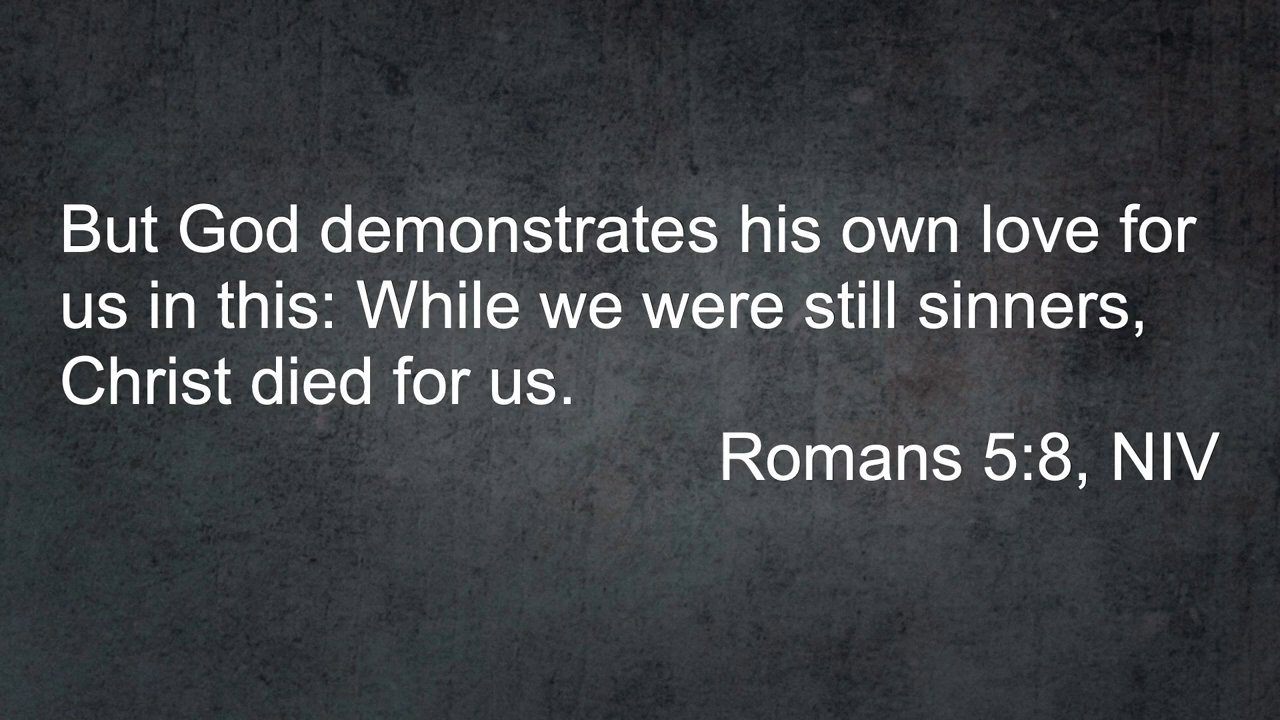 But God demonstrates his own love for
us in this: While we were still sinners,
Christ died for us.
Romans 5:8, NIV